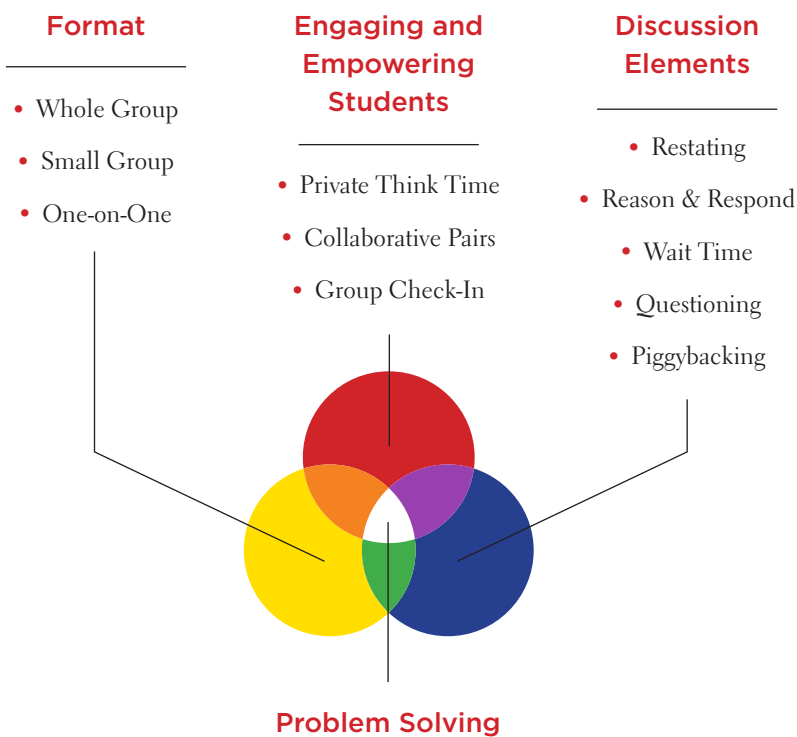 Format
• Whole Group
• Small Group
• One-on-One
Engaging and
Empowering
Students
• Private Think Time
• Collaborative Pairs
• Group Check-In
Discussion
Elements
• Restating
• Reason & Respond
• Wait Time
• Questioning
• Piggybacking
Problem Solving